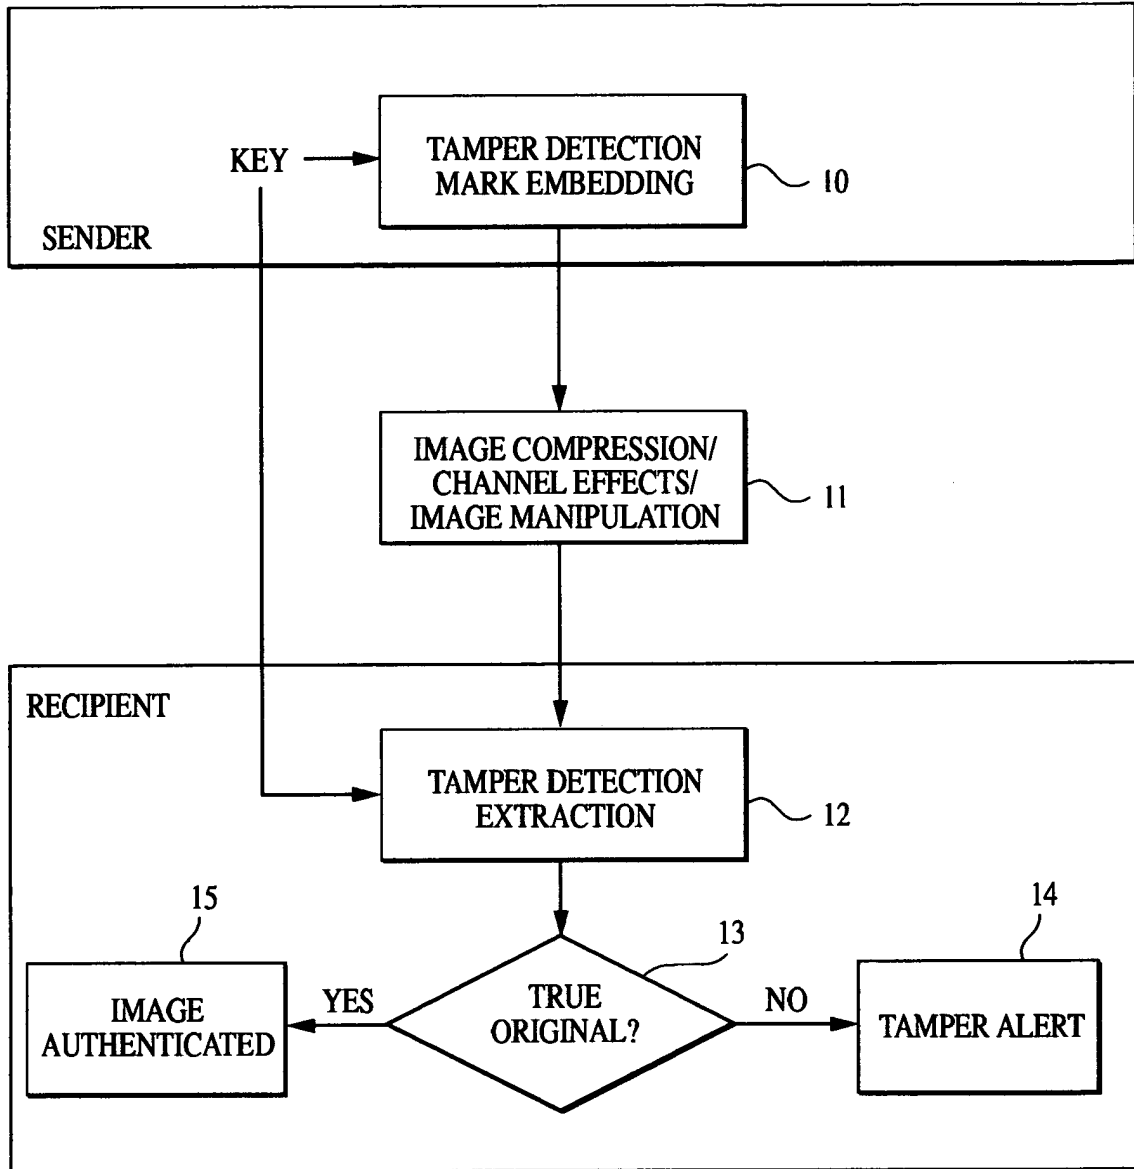 KEY
TAMPER DETECTION
MARK EMBEDDING
10
SENDER
IMAGE COMPRESSION/
CHANNEL EFFECTS/
IMAGE MANIPULATION
11
RECIPIENT
TAMPER DETECTION
EXTRACTION
12
15
13
14
IMAGE
AUTHENTICATED
YES
TRUE
ORIGINAL?
NO
TAMPER ALERT